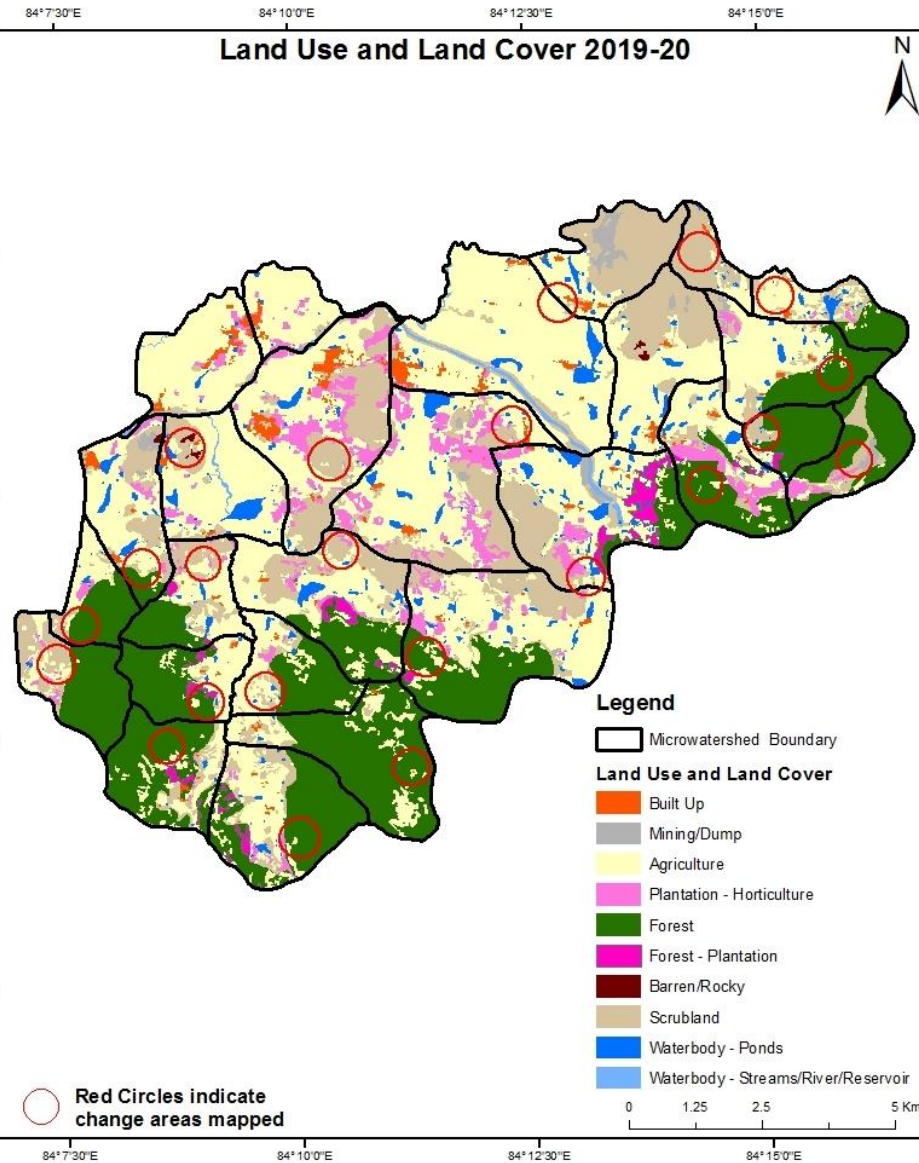 84°7'30"E 84°10'0"E 84°12'30"E 84°15'0"E
Land Use and Land Cover 2019-20
N
Legend
Microwatershed Boundary
Land Use and Land Cover
Built Up
Mining/Dump
Agriculture
Plantation - Horticulture
Forest
Forest - Plantation
Barren/Rocky
Scrubland
Waterbody - Ponds
Waterbody - Streams/River/Reservoir
Red Circles indicate
change areas mapped
0 1.25 2.5 5 Km
84°7'30"E 84°10'0"E 84°12'30"E 84°15'0"E